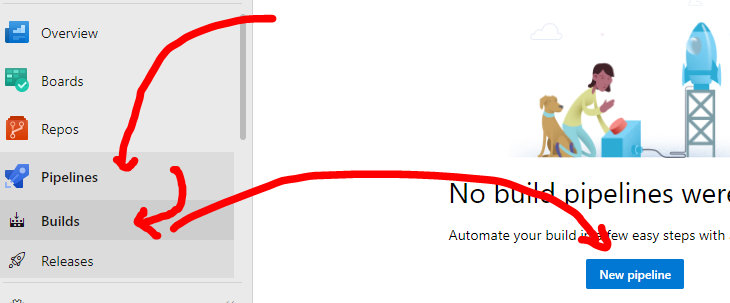 Overview
Boards
Repos
Pipelines
Builds
Releases
No build pipelines were
Automate your build in a few easy steps with
New pipeline